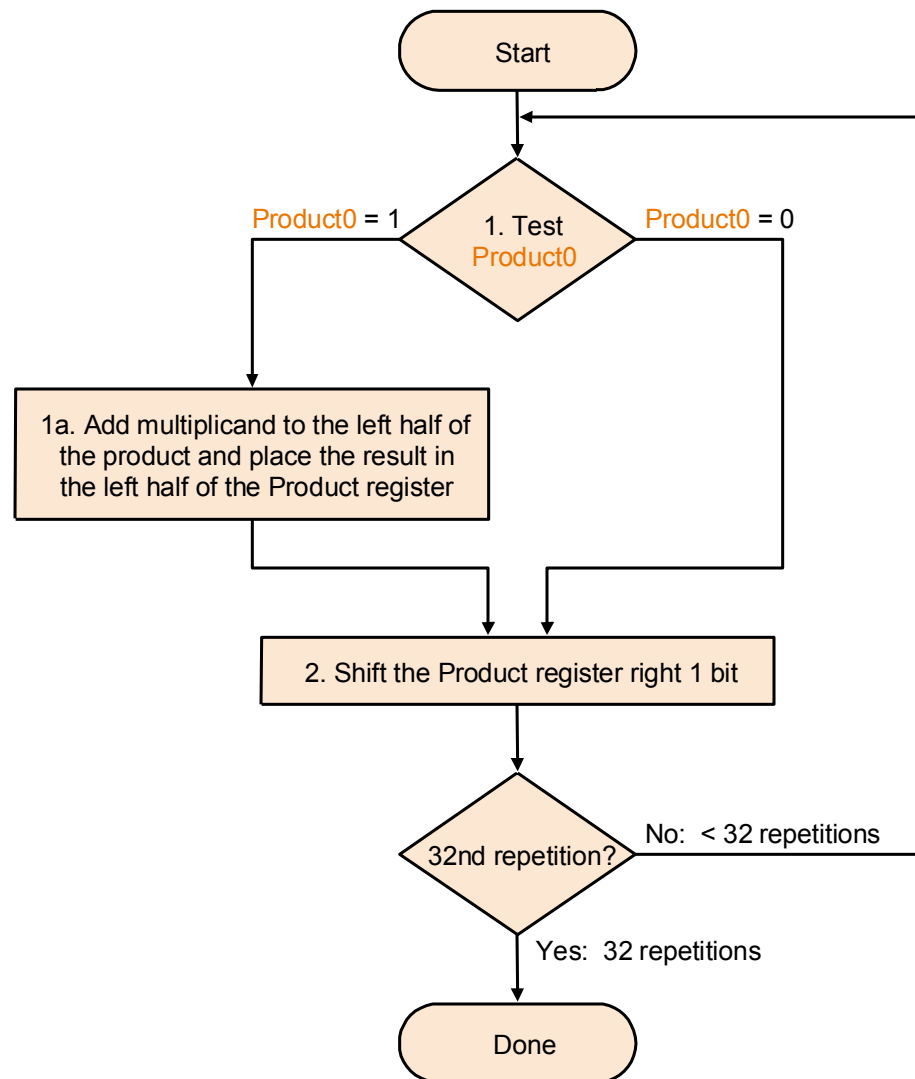 Start
Product0 = 1
1. Test
Product0
Product0 = 0
1a. Add multiplicand to the left half of
the product and place the result in
the left half of the Product register
2. Shift the Product register right 1 bit
32nd repetition?
No: < 32 repetitions
Yes: 32 repetitions
Done